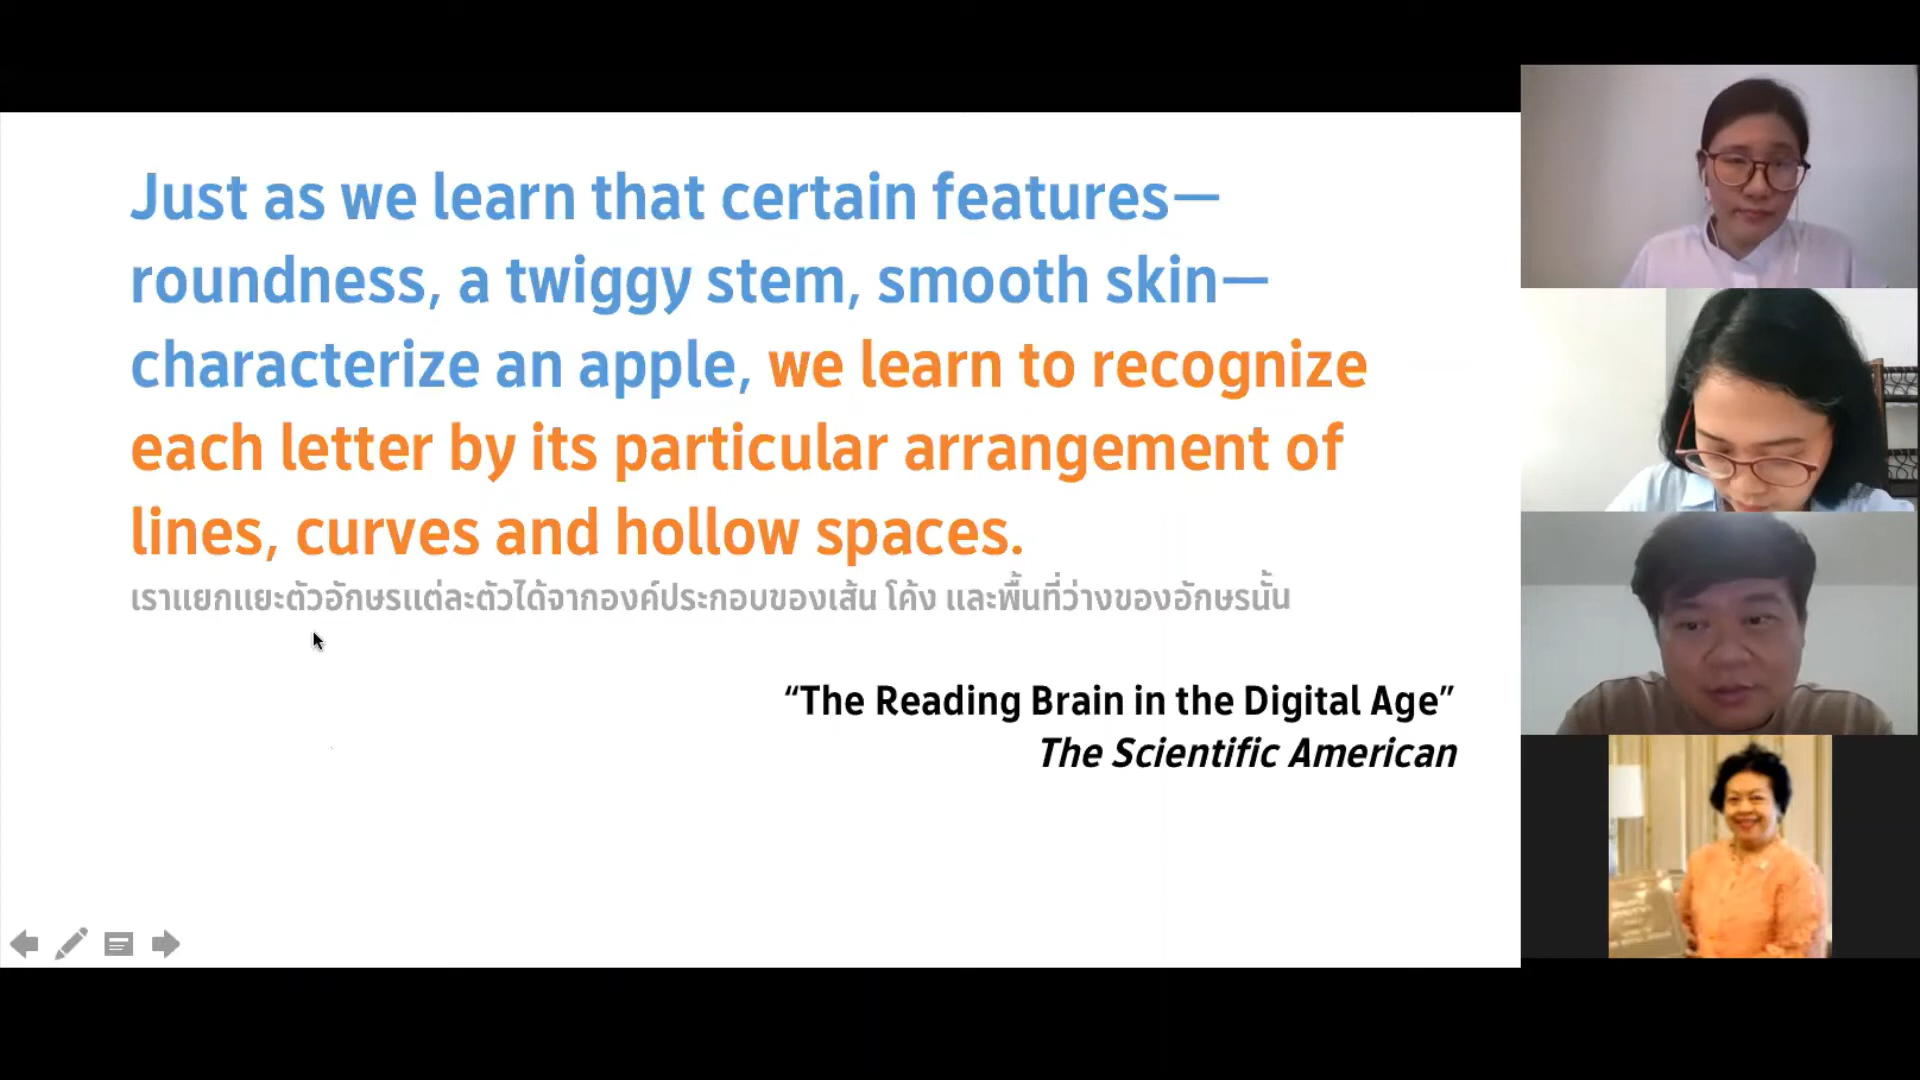 Just as we learn that certain features—
roundness, a twiggy stem, smooth skin—
characterize an apple, we learn to recognize
each letter by its particular arrangement of
lines, curves and hollow spaces.
เราแยกแยะตัวอักษรแต่ละตัวได้จากองค์ประกอบของเส้น โค้ง และพื้นที่ว่างของอักษรนั้น
“The Reading Brain in the Digital Age”
The Scientific American